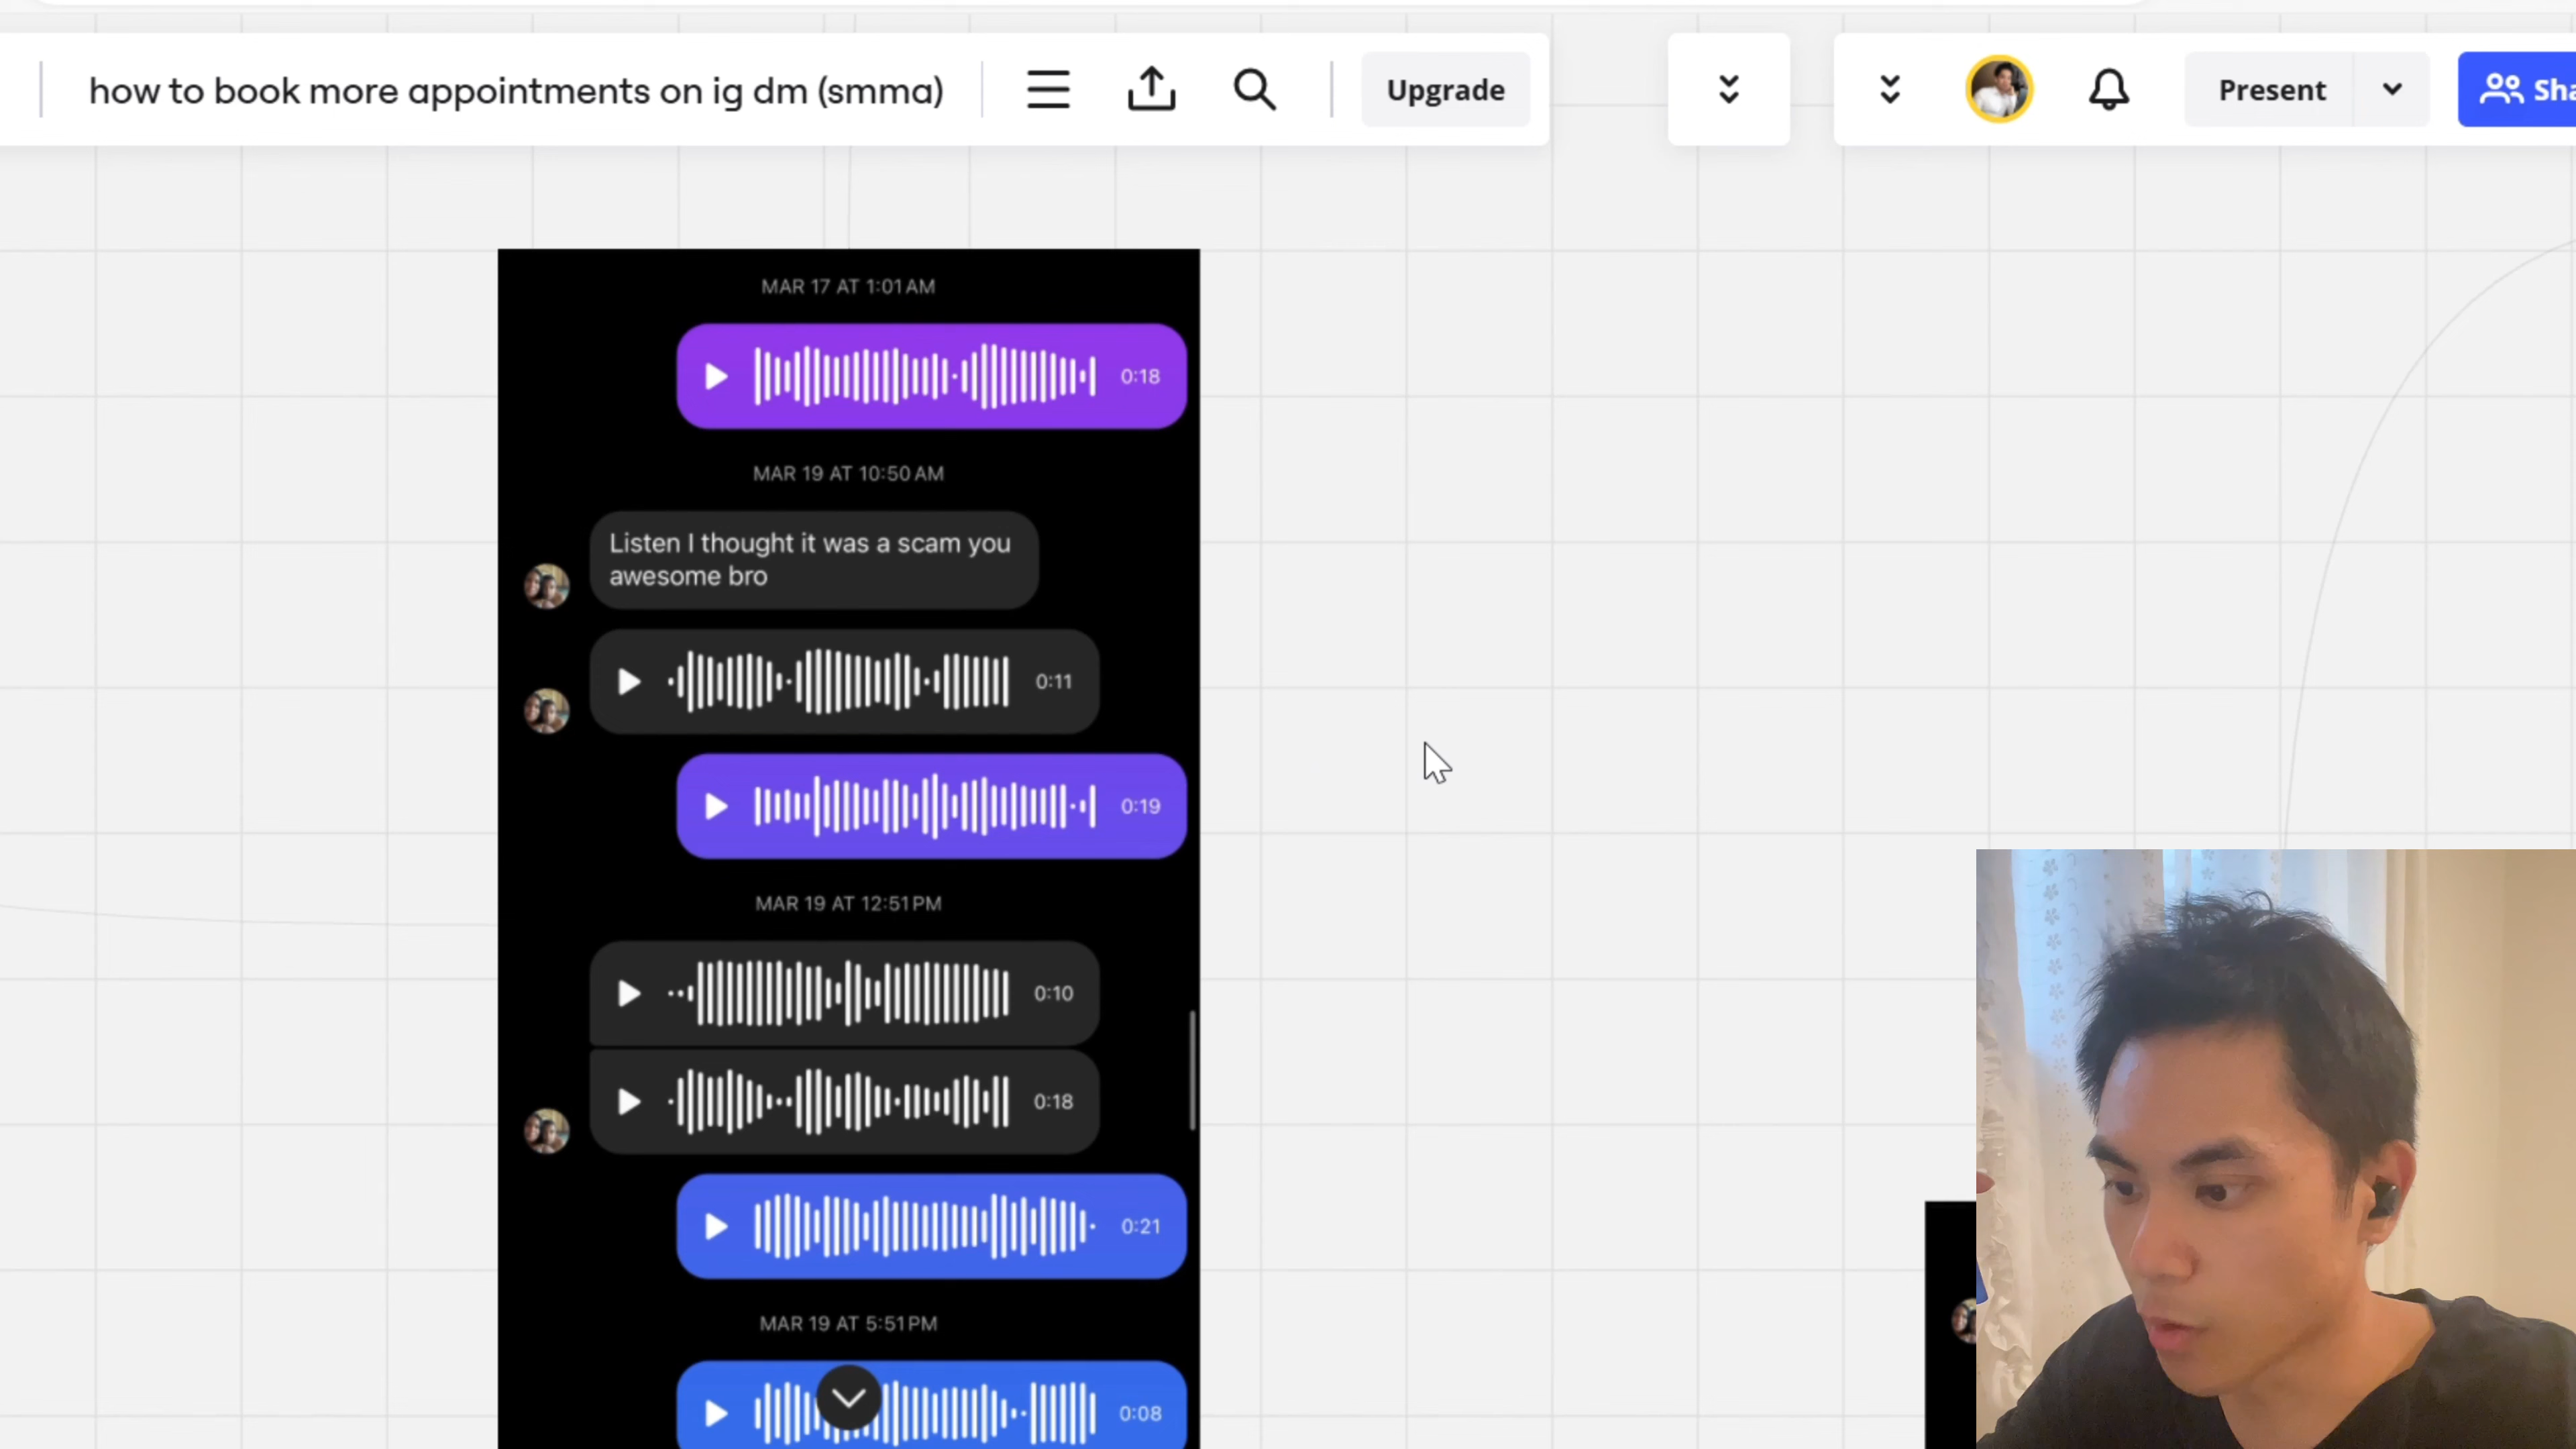 how to book more appointments on ig dm (smma)
Upgrade
Present
Sha
MAR 17 AT 1:01 AM
0:18
MAR 19 AT 10:50 AM
Listen I thought it was a scam you
awesome bro
0:11
0:19
MAR 19 AT 12:51 PM
0:10
0:18
0:21
MAR 19 AT 5:51 PM
0:08